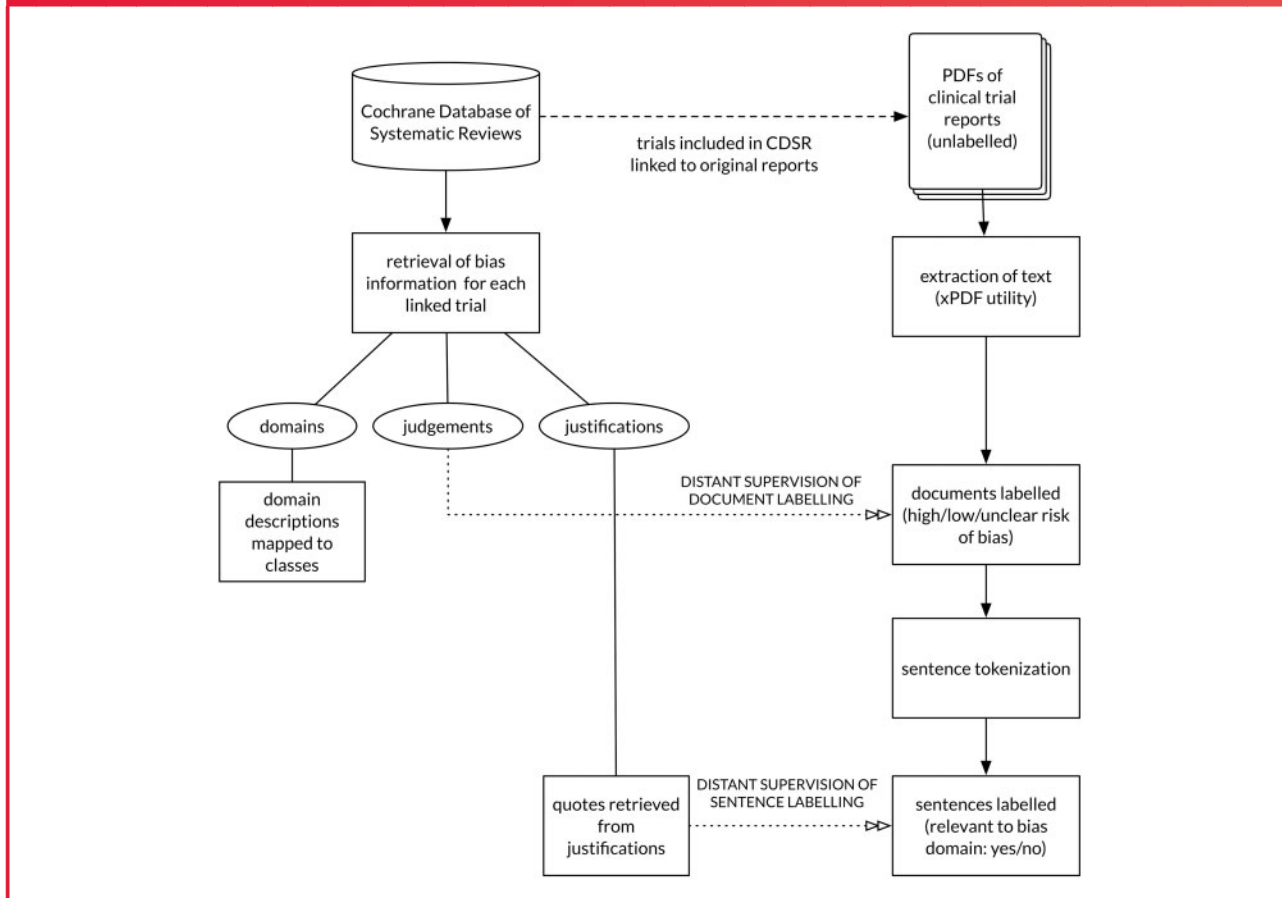 Cochrane Database of
Systematic Reviews
trials included in CDSR
linked to original reports
PDFs of
clinical trial
reports
(unlabelled)
retrieval of bias
information for each
linked trial
extraction of text
(xPDF utility)
domains
judgements
justifications
domain
descriptions
mapped to
classes
DISTANT SUPERVISION OF
DOCUMENT LABELLING
documents labelled
(high/low/unclear risk
of bias)
sentence tokenization
quotes retrieved
from
justifications
DISTANT SUPERVISION OF
SENTENCE LABELLING
sentences labelled
(relevant to bias
domain: yes/no)